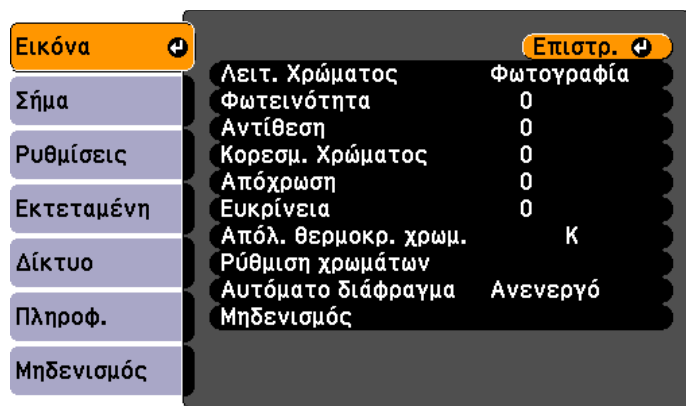 Εικόνα
Σήμα
Ρυθμίσεις
Εκτεταμένη
Δίκτυο
Πληροφ.
Μηδενισμός
Επιστρ.
Λειτ. Χρώματος Φωτογραφία
Φωτεινότητα 0
Αντίθεση 0
Κορεσμ. Χρώματος 0
Απόχρωση 0
Ευκρίνεια 0
Απόλ. θερμοκρ. χρωμ. K
Ρύθμιση χρωμάτων
Αυτόματο διάφραγμα Ανενεργό
Μηδενισμός